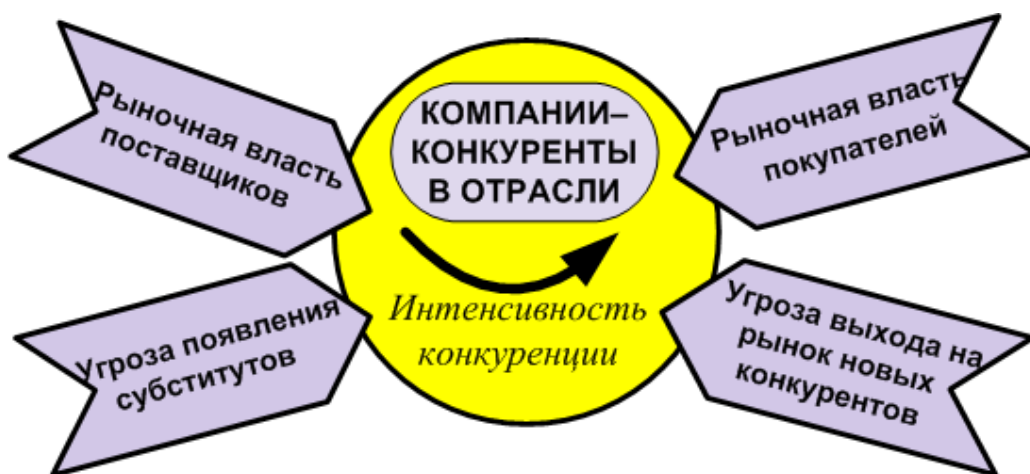 Рыночная власть
поставщиков
КОМПАНИИ–
КОНКУРЕНТЫ
В ОТРАСЛИ
Рыночная власть
покупателей
Угроза появления
субститутов
Интенсивность
конкуренции
Угроза выхода на
рынок новых
конкурентов